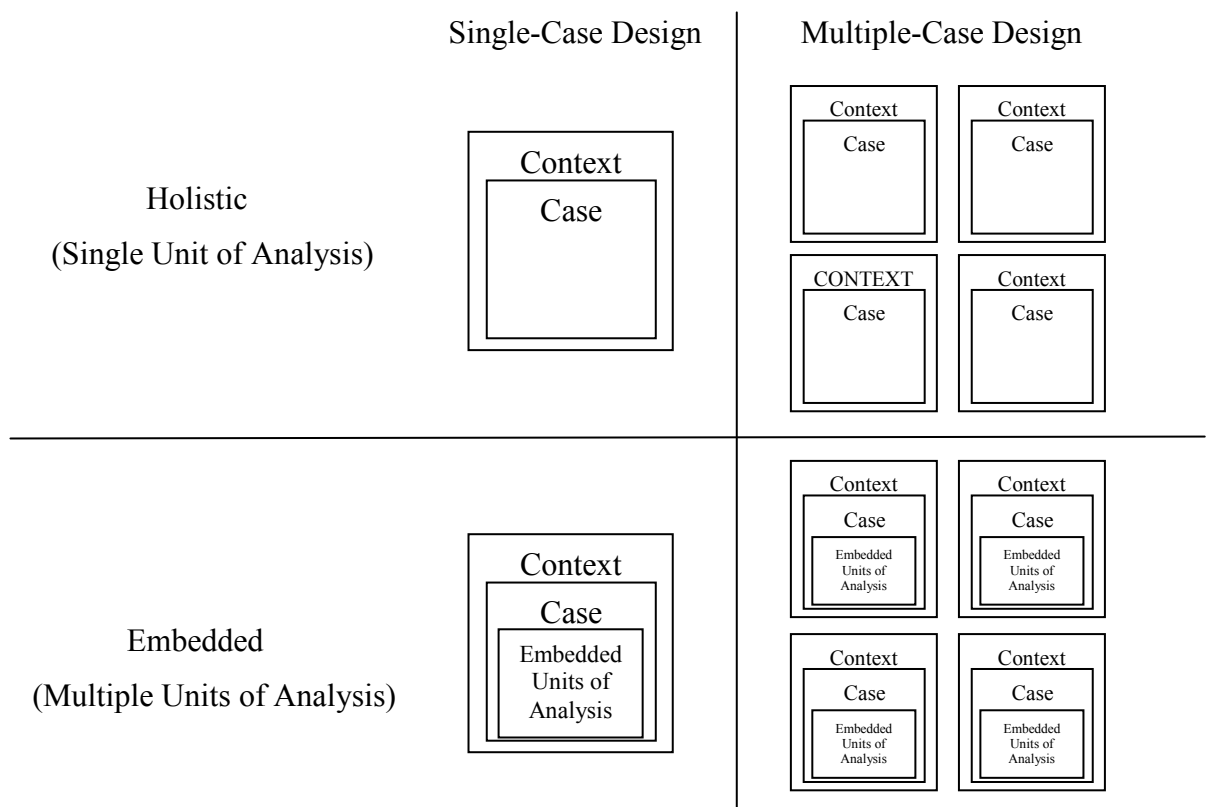 Single-Case Design
Multiple-Case Design
Holistic
(Single Unit of Analysis)
Context
Case
Context
Case
Context
Case
CONTEXT
Case
Context
Case
Embedded
(Multiple Units of Analysis)
Context
Case
Embedded
Units of
Analysis
Context
Case
Embedded
Units of
Analysis
Context
Case
Embedded
Units of
Analysis
Context
Case
Embedded
Units of
Analysis
Context
Case
Embedded
Units of
Analysis